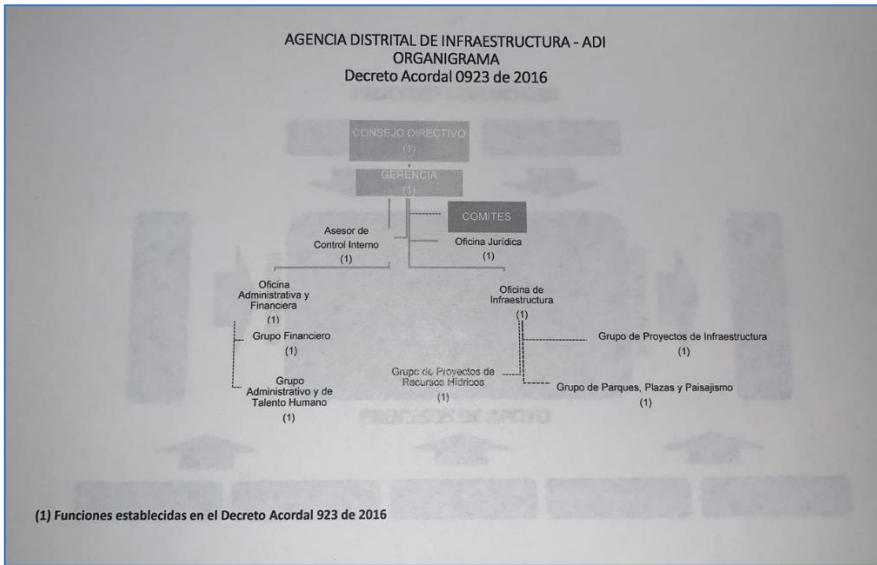 AGENCIA DISTRITAL DE INFRAESTRUCTURA - ADI
ORGANIGRAMA
Decreto Acordal 0923 de 2016
CONSEJO DIRECTIVO
(1)
GERENCIA
(1)
COMITES
Asesor de
Control Interno
(1)
Oficina Jurídica
(1)
Oficina
Administrativa y
Financiera
(1)
Grupo Financiero
(1)
Grupo
Administrativo y de
Talento Humano
(1)
Oficina de
Infraestructura
(1)
Grupo de Proyectos de Infraestructura
(1)
Grupo de Proyectos de
Recursos Hídricos
(1)
Grupo de Parques, Plazas y Paisajismo
(1)
PROCESOS DE APOYO
(1) Funciones establecidas en el Decreto Acordal 923 de 2016